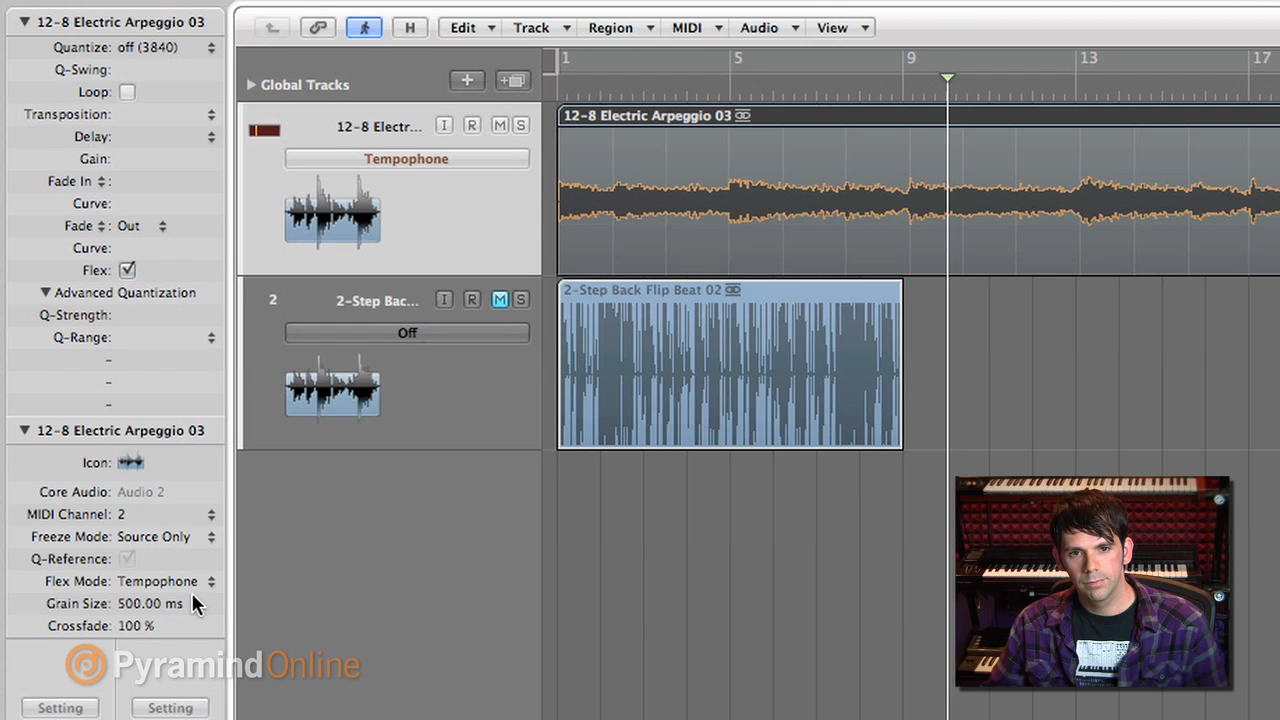 12-8 Electric Arpeggio 03
Quantize: off (3840)
Q-Swing:
Loop:
Transposition:
Delay:
Gain:
Fade In :
Curve:
Fade : Out
Curve:
Flex:
Advanced Quantization
Q-Strength:
Q-Range:
12-8 Electric Arpeggio 03
Icon:
Core Audio: Audio 2
MIDI Channel: 2
Freeze Mode: Source Only
Q-Reference:
Flex Mode: Tempophone
Grain Size: 500.00 ms
Crossfade: 100 %
PyramindOnline
Setting Setting
H Edit Track Region MIDI Audio View
Global Tracks
1 5 9 13 17
12-8 Electr... I R M S
Tempophone
2 2-Step Bac... I R M S
Off
12-8 Electric Arpeggio 03
2-Step Back Flip Beat 02